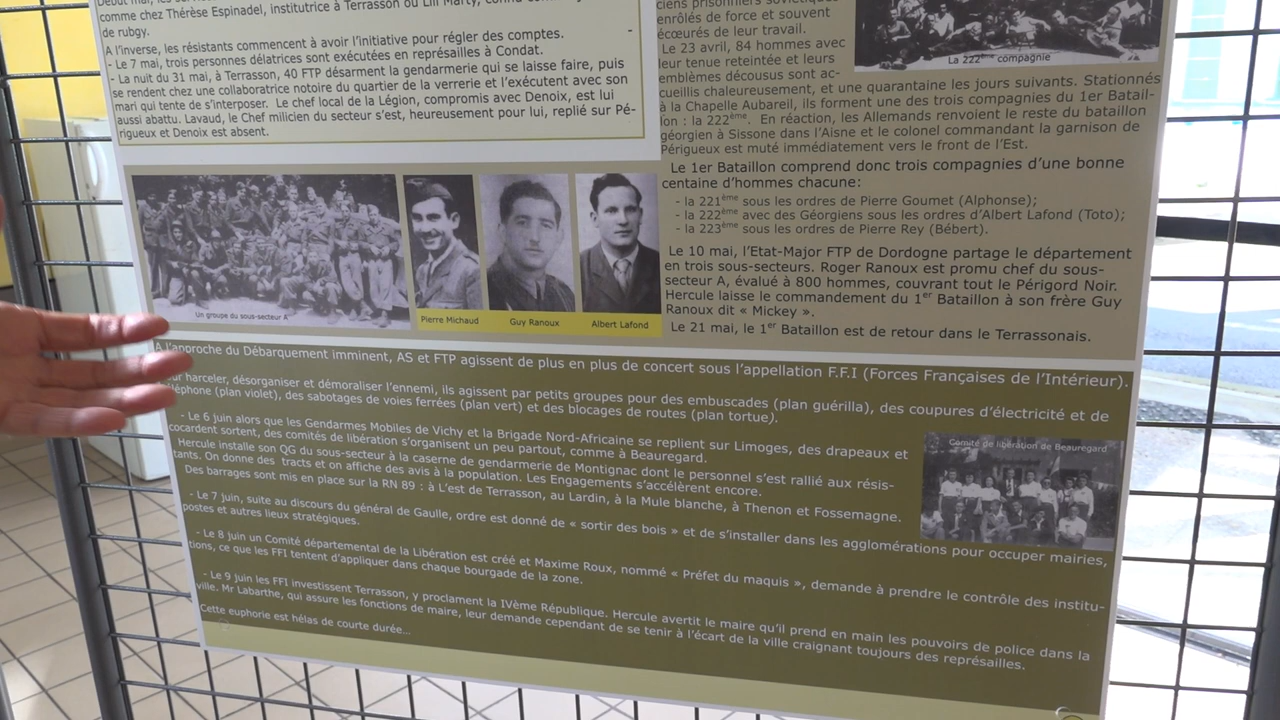 comme chez Thérèse Espinadel, institutrice à Terrasson ou Lili Marty,
de rugby.
A l'inverse, les résistants commencent à avoir l'initiative pour régler des comptes.
- Le 7 mai, trois personnes délatrices sont exécutées en représailles à Condat.
- La nuit du 31 mai, à Terrasson, 40 FTP désarment la gendarmerie qui se laisse faire, puis
se rendent chez une collaboratrice notoire du quartier de la verrerie et l'exécutent avec son
mari qui tente de s'interposer. Le chef local de la Légion, compromis avec Denoix, est lui
aussi abattu. Lavaud, le Chef milicien du secteur s'est, heureusement pour lui, replié sur Pé-
rigueux et Denoix est absent.
Un groupe du sous-secteur A
Pierre Michaud
Guy Ranoux
Albert Lafond
ciens prisonniers soviétiques
enrôlés de force et souvent
écœurés de leur travail.
Le 23 avril, 84 hommes avec
leur tenue reteintée et leurs
emblèmes décousus sont ac-
La 222ème compagnie
cueillis chaleureusement, et une quarantaine les jours suivants. Stationnés
à la Chapelle Aubareil, ils forment une des trois compagnies du 1er Batail-
lon : la 222ème. En réaction, les Allemands renvoient le reste du bataillon
géorgien à Sissone dans l'Aisne et le colonel commandant la garnison de
Périgueux est muté immédiatement vers le front de l'Est.
Le 1er Bataillon comprend donc trois compagnies d'une bonne
centaine d'hommes chacune:
- la 221ème sous les ordres de Pierre Goumet (Alphonse);
- la 222ème avec des Géorgiens sous les ordres d'Albert Lafond (Toto);
- la 223ème sous les ordres de Pierre Rey (Bébert).
Le 10 mai, l'Etat-Major FTP de Dordogne partage le département
en trois sous-secteurs. Roger Ranoux est promu chef du sous-
secteur A, évalué à 800 hommes, couvrant tout le Périgord Noir.
Hercule laisse le commandement du 1er Bataillon à son frère Guy
Ranoux dit « Mickey ».
Le 21 mai, le 1er Bataillon est de retour dans le Terrassonais.
A l'approche du Débarquement imminent, AS et FTP agissent de plus en plus de concert sous l'appellation F.F.I (Forces Françaises de l'Intérieur).
harceler, désorganiser et démoraliser l'ennemi, ils agissent par petits groupes pour des embuscades (plan guérilla), des coupures d'électricité et de
téléphone (plan violet), des sabotages de voies ferrées (plan vert) et des blocages de routes (plan tortue).
- Le 6 juin alors que les Gendarmes Mobiles de Vichy et la Brigade Nord-Africaine se replient sur Limoges, des drapeaux et
cocardent sortent, des comités de libération s'organisent un peu partout, comme à Beauregard.
Hercule installe son QG du sous-secteur à la caserne de gendarmerie de Montignac dont le personnel s'est rallié aux résis-
tants. On donne des tracts et on affiche des avis à la population. Les Engagements s'accélèrent encore.
Des barrages sont mis en place sur la RN 89 : à L'est de Terrasson, au Lardin, à la Mule blanche, à Thenon et Fossemagne.
Comité de libération de Beauregard
- Le 7 juin, suite au discours du général de Gaulle, ordre est donné de « sortir des bois » et de s'installer dans les agglomérations pour occuper mairies,
postes et autres lieux stratégiques.
- Le 8 juin un Comité départemental de la Libération est créé et Maxime Roux, nommé « Préfet du maquis », demande à prendre le contrôle des institu-
tions, ce que les FFI tentent d'appliquer dans chaque bourgade de la zone.
- Le 9 juin les FFI investissent Terrasson, y proclament la IVème République. Hercule avertit le maire qu'il prend en main les pouvoirs de police dans la
ville. Mr Labarthe, qui assure les fonctions de maire, leur demande cependant de se tenir à l'écart de la ville craignant toujours des représailles.
Cette euphorie est hélas de courte durée...